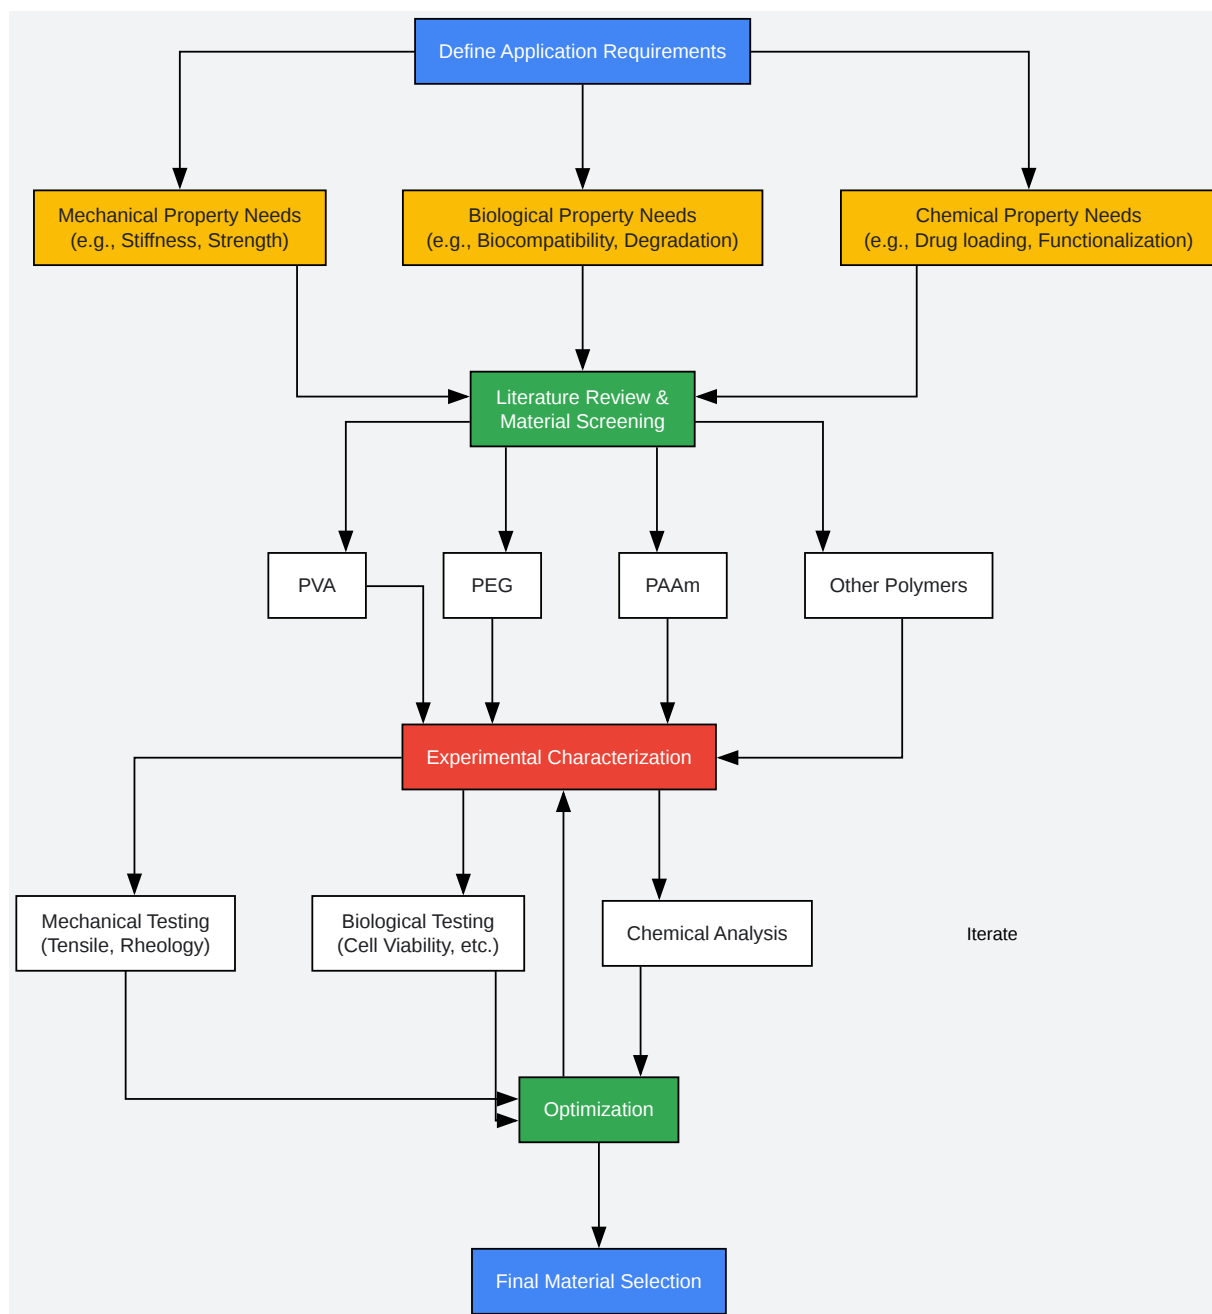 Define Application Requirements
Mechanical Property Needs
(e.g., Stiffness, Strength)
Biological Property Needs
(e.g., Biocompatibility, Degradation)
Chemical Property Needs
(e.g., Drug loading, Functionalization)
Literature Review &
Material Screening
PVA
PEG
PAAm
Other Polymers
Experimental Characterization
Mechanical Testing
(Tensile, Rheology)
Biological Testing
(Cell Viability, etc.)
Chemical Analysis
Iterate
Optimization
Final Material Selection